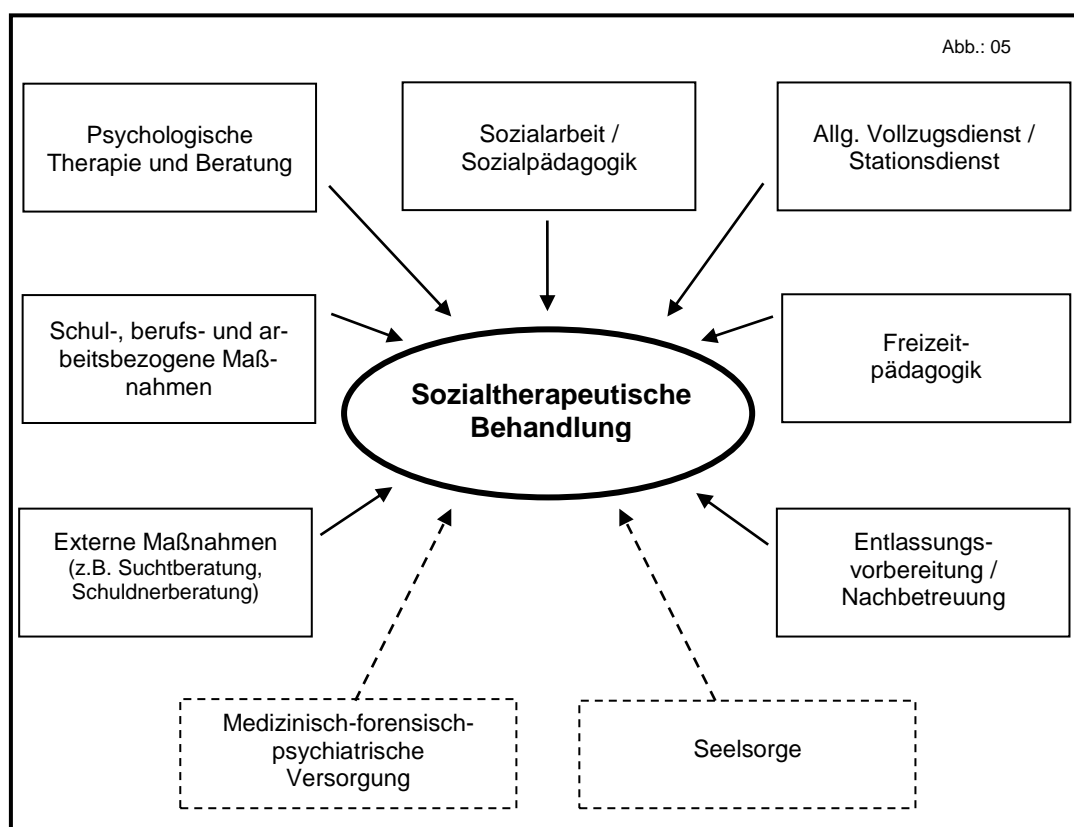 Abb.: 05
Psychologische
Therapie und Beratung
Sozialarbeit /
Sozialpädagogik
Allg. Vollzugsdienst /
Stationsdienst
Schul-, berufs- und ar-
beitsbezogene Maß-
nahmen
Sozialtherapeutische
Behandlung
Freizeit-
pädagogik
Externe Maßnahmen
(z.B. Suchtberatung,
Schuldnerberatung)
Entlassungs-
vorbereitung /
Nachbetreuung
Medizinisch-forensisch-
psychiatrische
Versorgung
Seelsorge